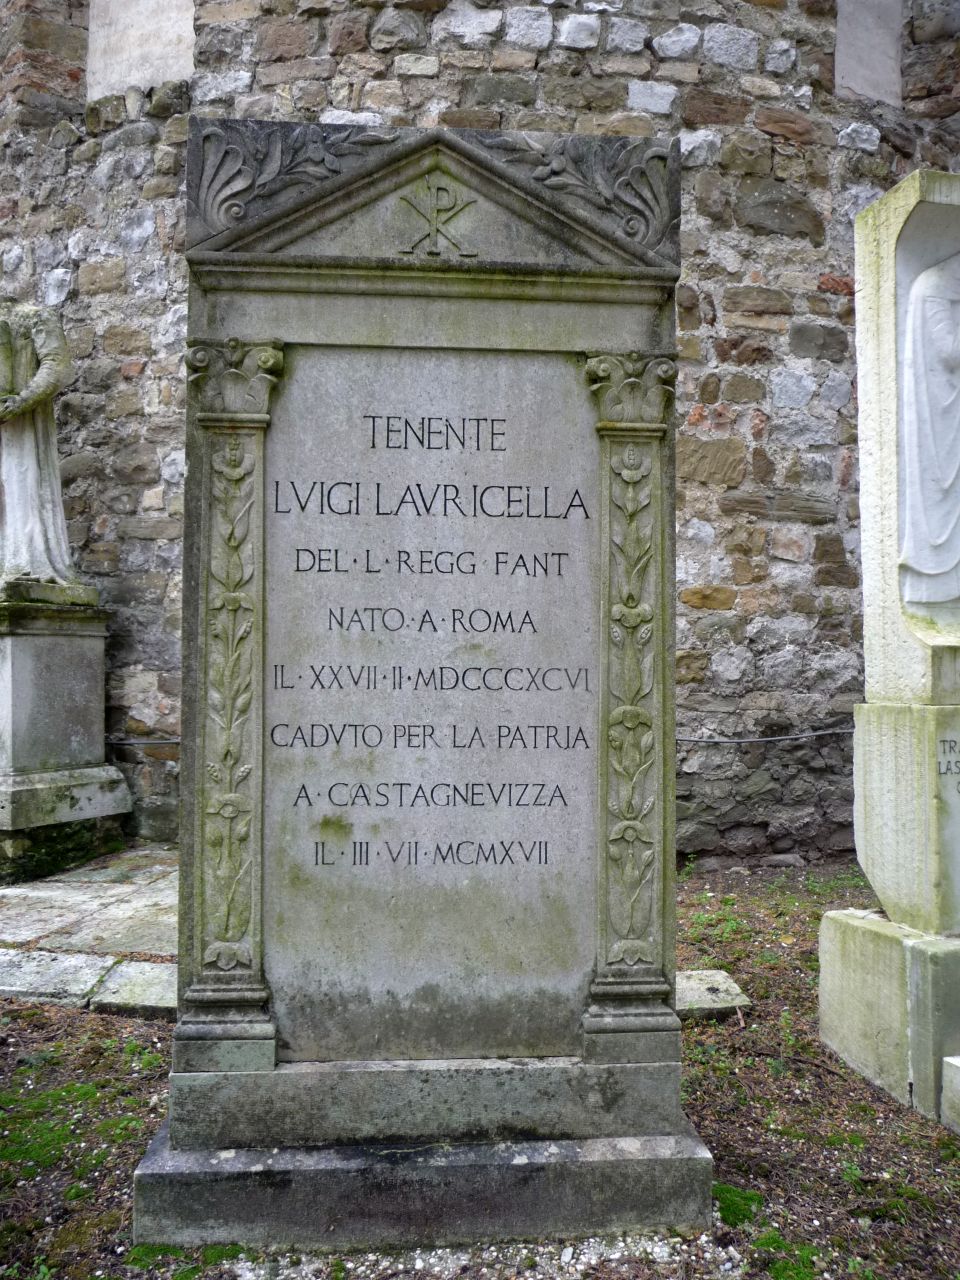 TENENTE
LVIGI·LAVRICELLA
DEL·L·REGG·FANT
NATO·A·ROMA
IL·XXVII·II·MDCCCXCVI
CADVTO·PER·LA·PATRIA
A·CASTAGNEVIZZA
IL·III·VI·MCMXVII